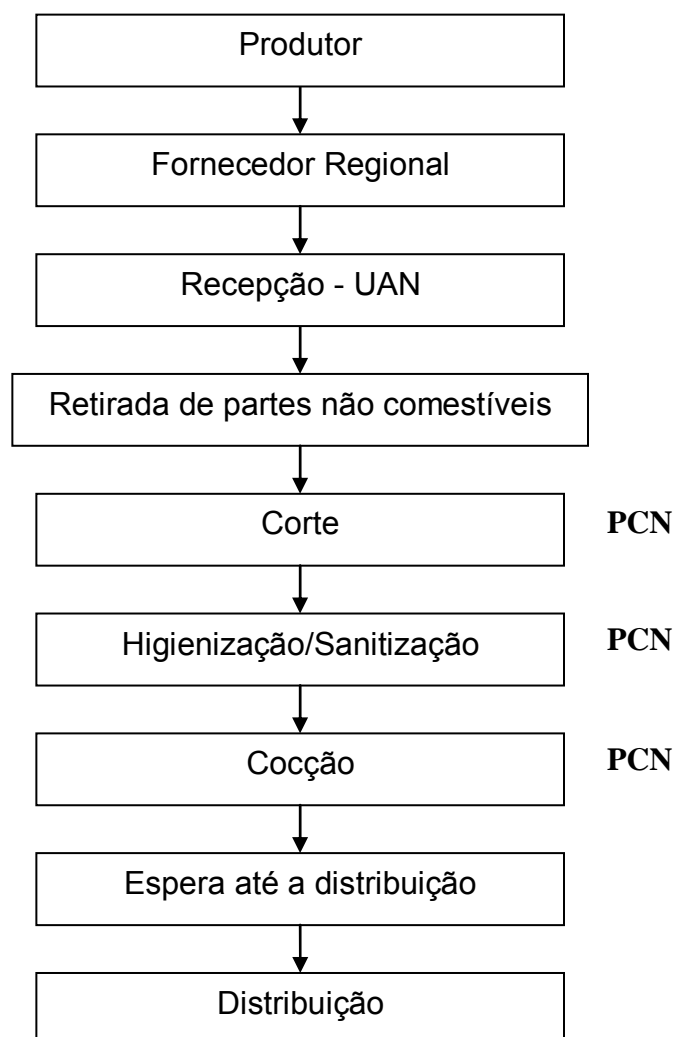 Produtor
Fornecedor Regional
Recepção - UAN
Retirada de partes não comestíveis
Corte PCN
Higienização/Sanitização PCN
Cocção PCN
Espera até a distribuição
Distribuição